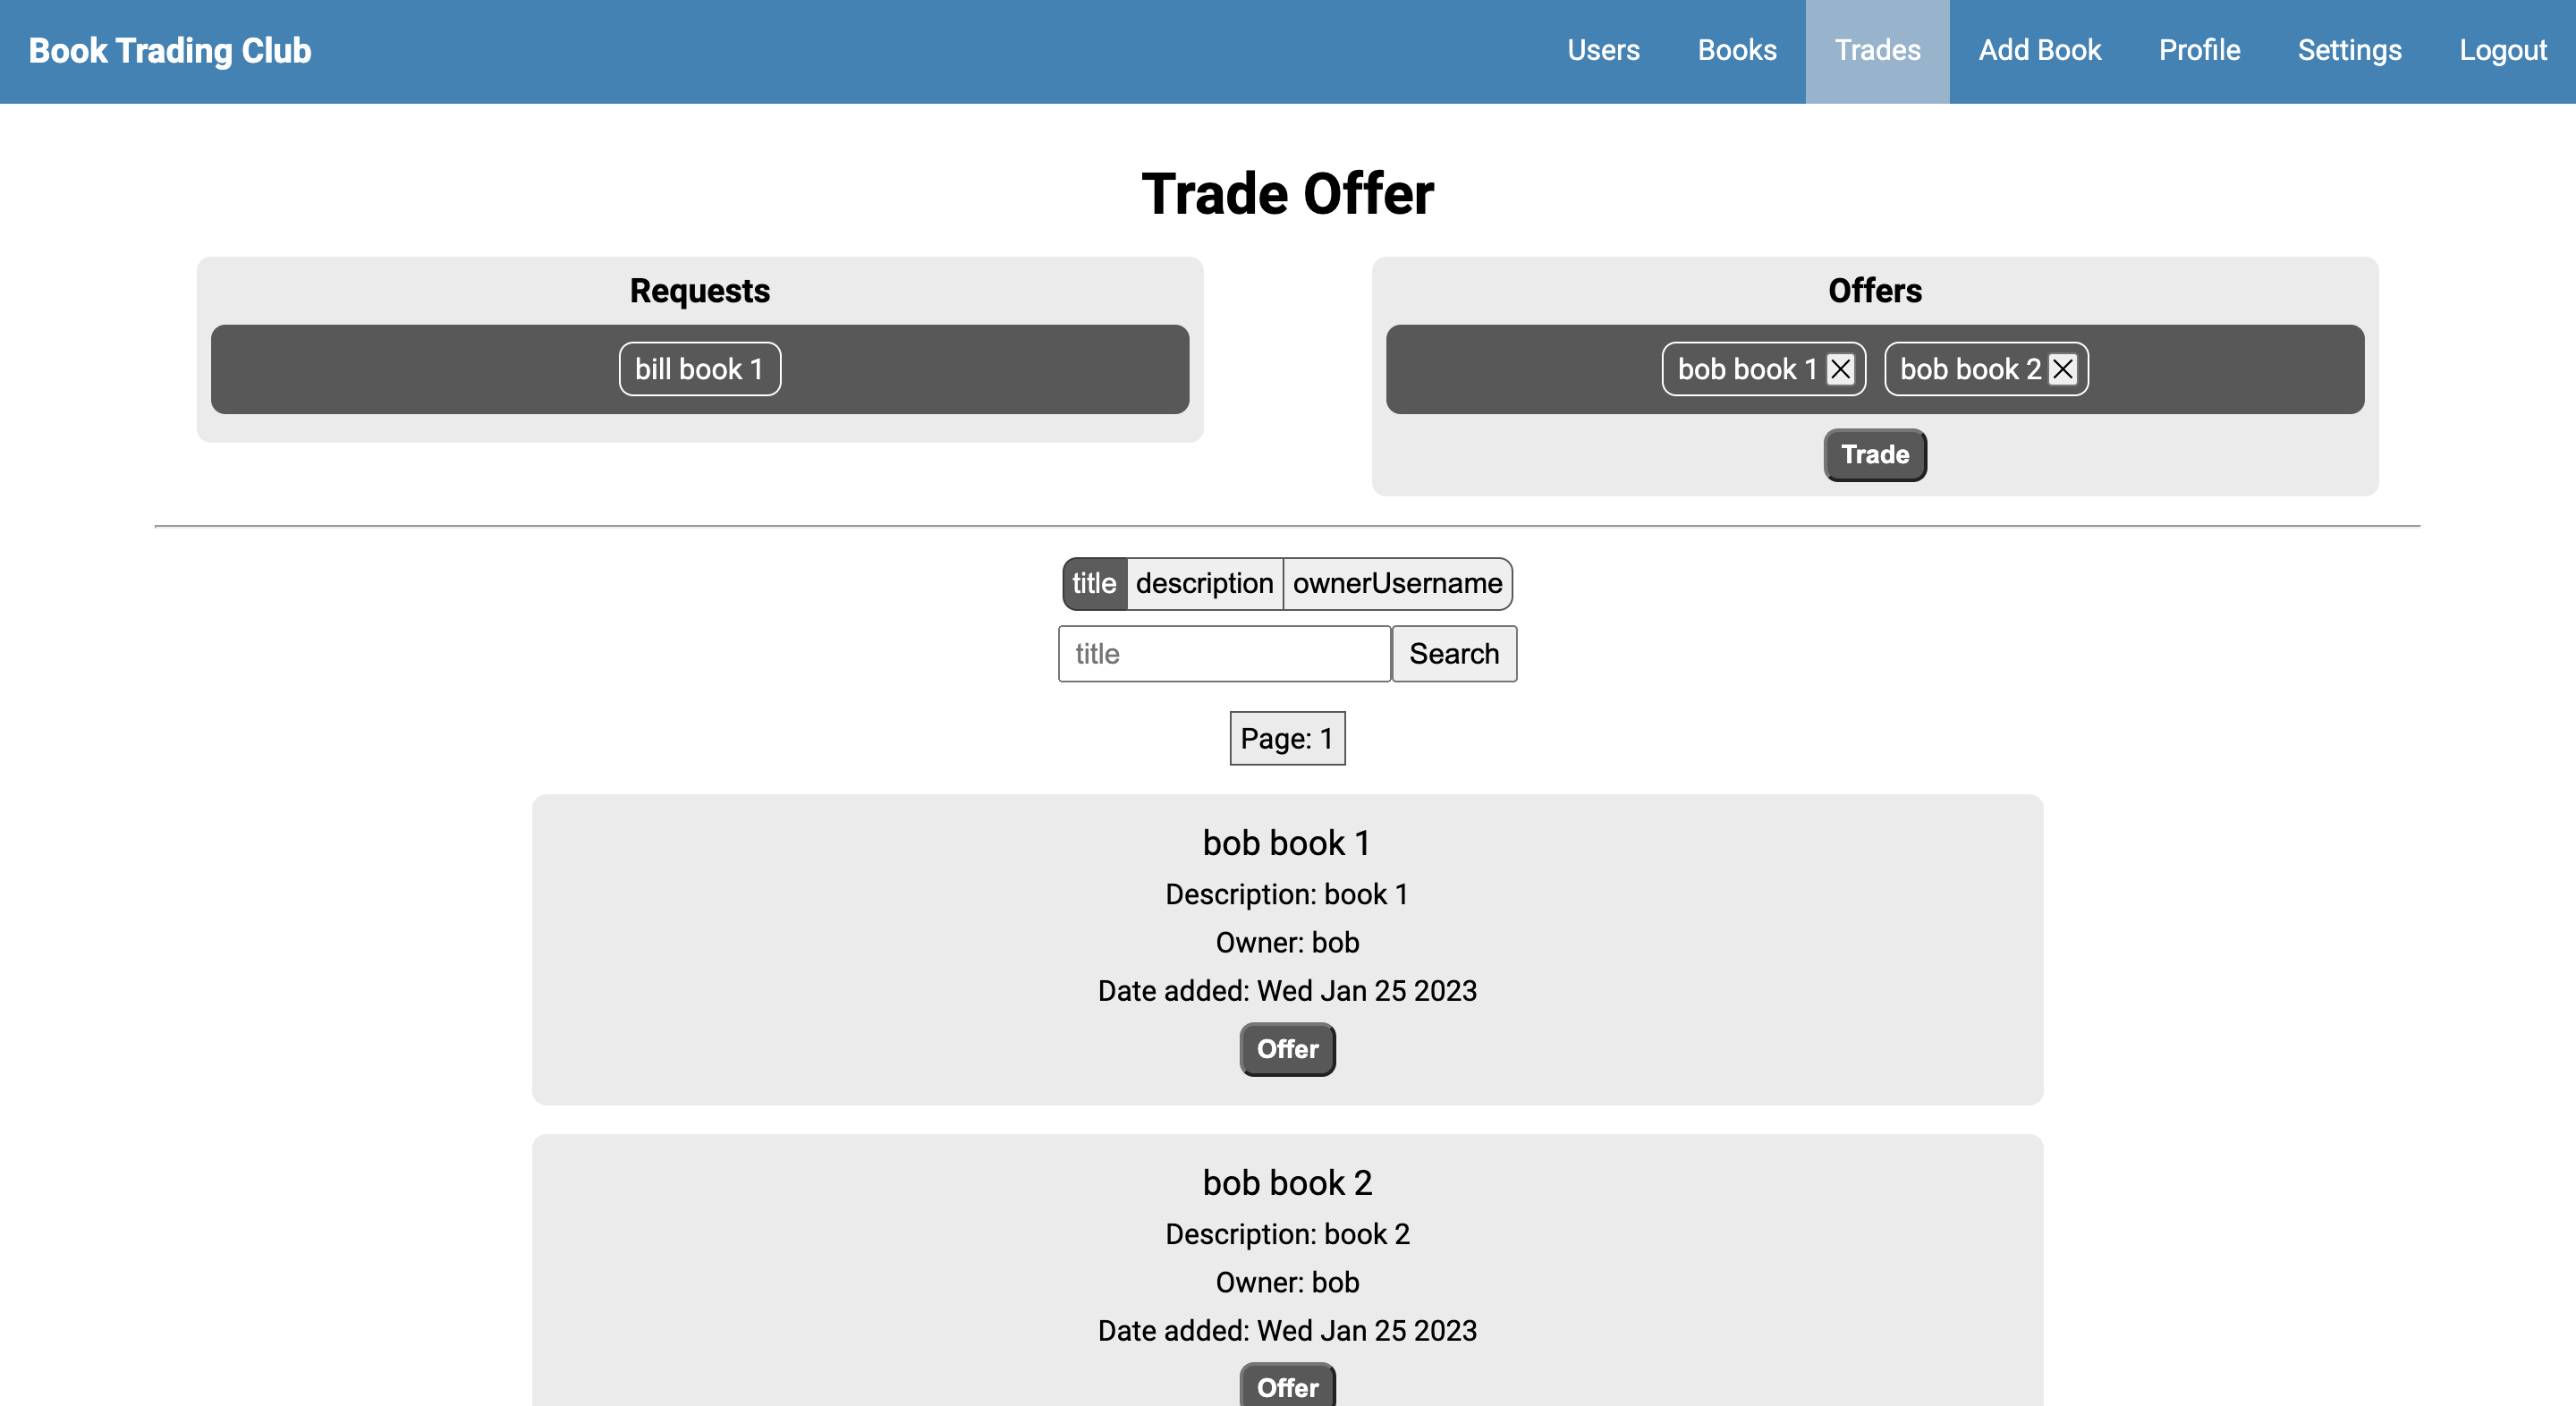 Book Trading Club
Users Books Trades Add Book Profile Settings Logout
Trade Offer
Requests
bill book 1
Offers
bob book 1 bob book 2
Trade
title description ownerUsername
title Search
Page: 1
bob book 1
Description: book 1
Owner: bob
Date added: Wed Jan 25 2023
Offer
bob book 2
Description: book 2
Owner: bob
Date added: Wed Jan 25 2023
Offer